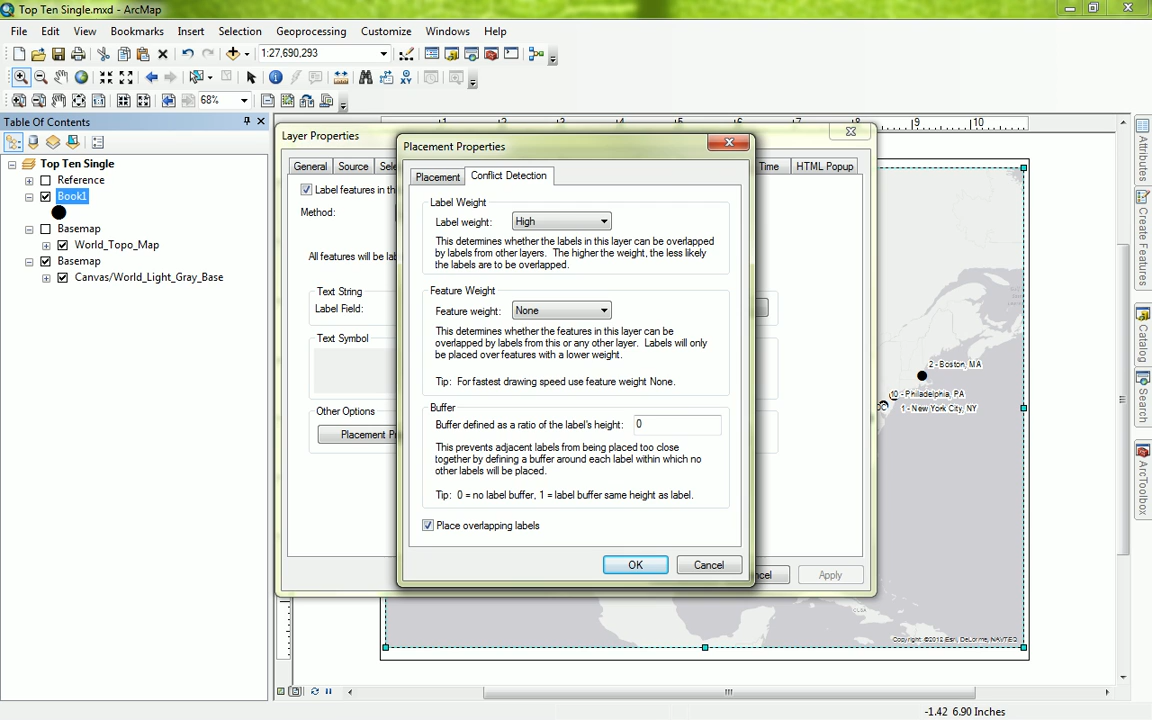 Top Ten Single.mxd - ArcMap
File Edit View Bookmarks Insert Selection Geoprocessing Customize Windows Help
1:27,690,293
68%
Table Of Contents
Top Ten Single
Reference
Book1
Basemap
World_Topo_Map
Basemap
Canvas/World_Light_Gray_Base
Layer Properties
General Source Time HTML Popup
Label features in th
Method:
All features will be lab
Text String
Label Field:
Text Symbol
Other Options
Placement P
Apply
Placement Properties
Placement Conflict Detection
Label Weight
Label weight: High
This determines whether the labels in this layer can be overlapped
by labels from other layers. The higher the weight, the less likely
the labels are to be overlapped.
Feature Weight
Feature weight: None
This determines whether the features in this layer can be
overlapped by labels from this or any other layer. Labels will only
be placed over features with a lower weight.
Tip: For fastest drawing speed use feature weight None.
Buffer
Buffer defined as a ratio of the label's height: 0
This prevents adjacent labels from being placed too close
together by defining a buffer around each label within which no
other labels will be placed.
Tip: 0 = no label buffer, 1 = label buffer same height as label.
Place overlapping labels
OK Cancel
9 10
2 - Boston, MA
10 - Philadelphia, PA
1 - New York City, NY
Attributes
Create Features
Catalog
Search
ArcToolbox
-1.42 6.90 Inches